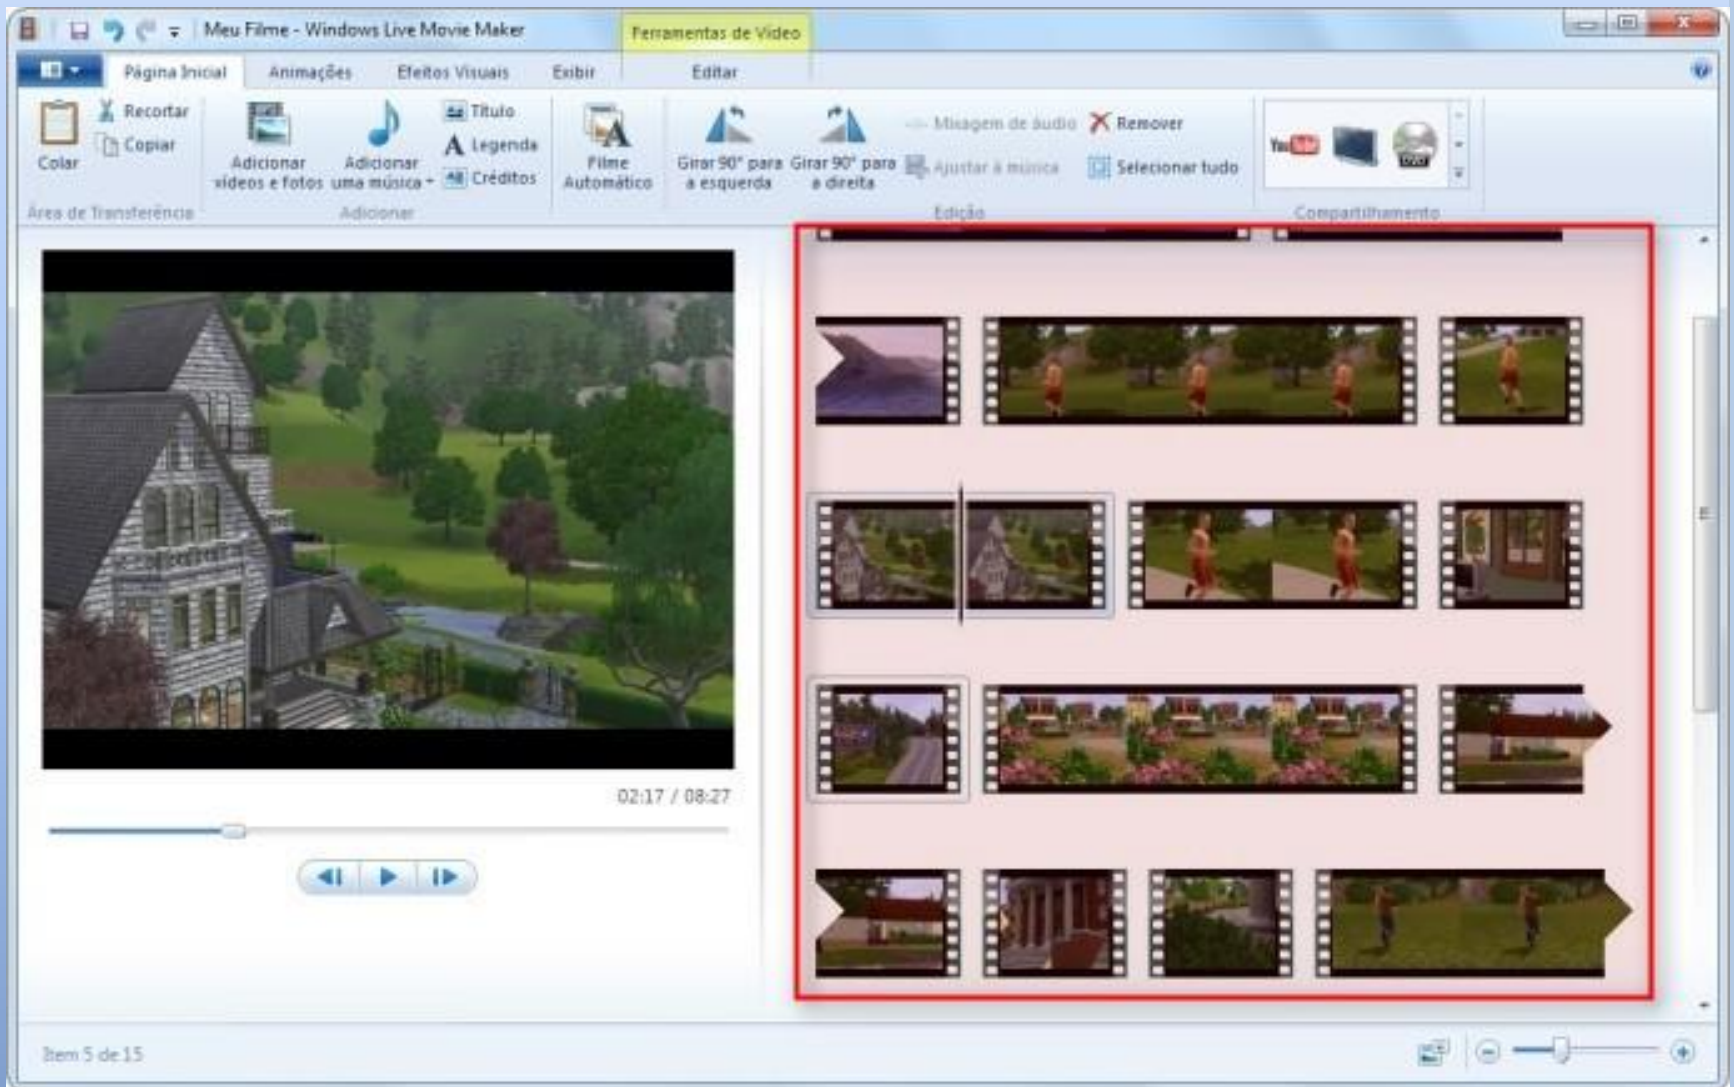 Meu Filme - Windows Live Movie Maker
Ferramentas de Vídeo
Página Inicial
Animações
Efeitos Visuais
Exibir
Editar
Colar
Recortar
Copiar
Área de Transferência
Adicionar
vídeos e fotos
Adicionar
uma música
Título
A Legenda
Créditos
Adicionar
Filme
Automático
Girar 90° para
a esquerda
Girar 90° para
a direita
Mixagem de áudio
Ajustar à música
Remover
Selecionar tudo
Edição
YouTube
DVD
Compartilhamento
02:17 / 08:27
Item 5 de 15